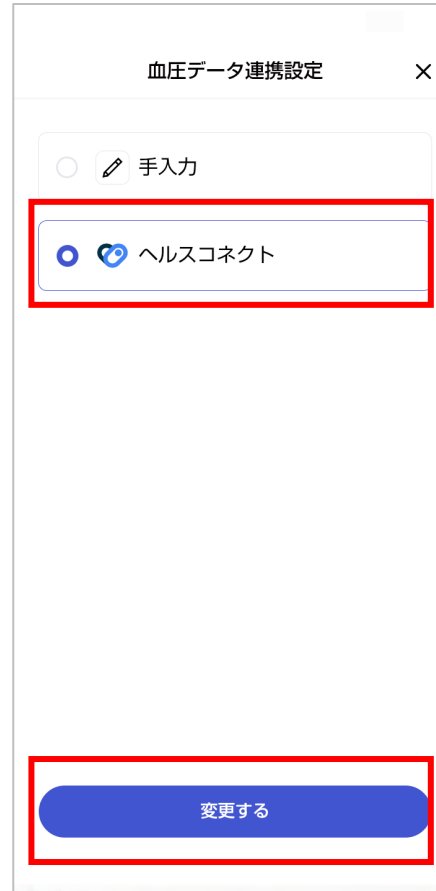 血圧データ連携設定
手入力
ヘルスコネクト
変更する